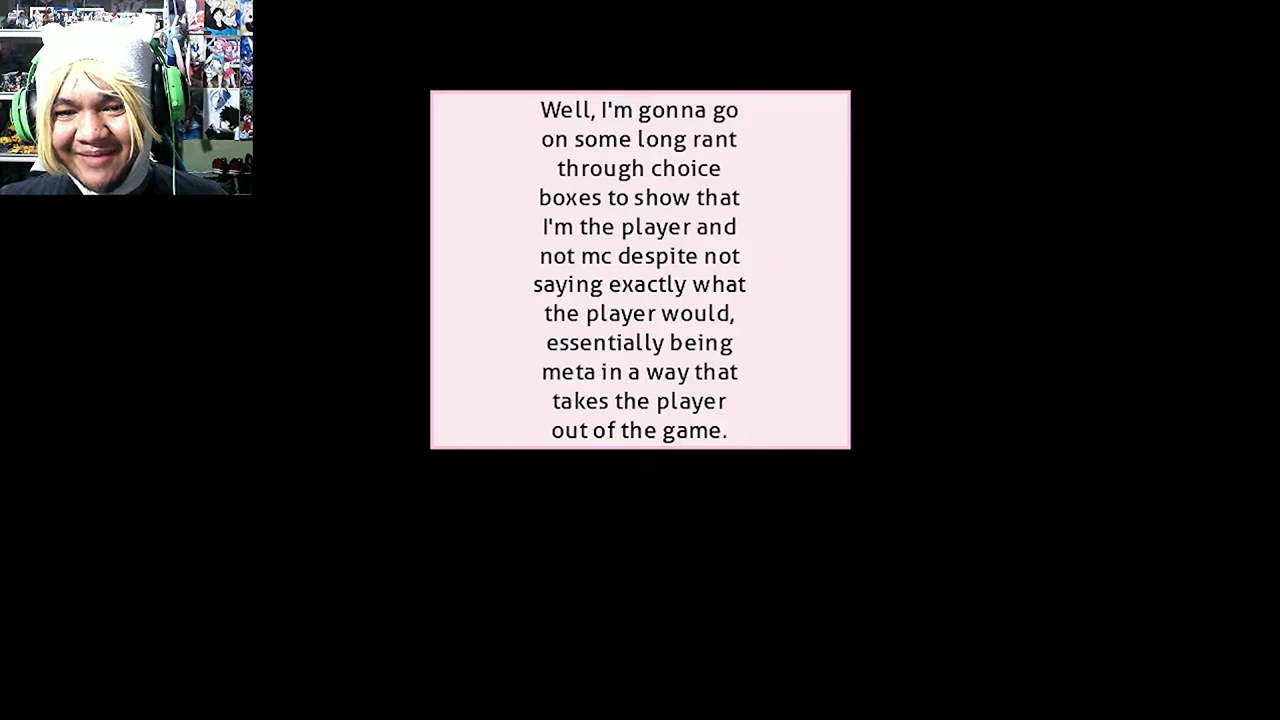 Well, I'm gonna go
on some long rant
through choice
boxes to show that
I'm the player and
not mc despite not
saying exactly what
the player would,
essentially being
meta in a way that
takes the player
out of the game.